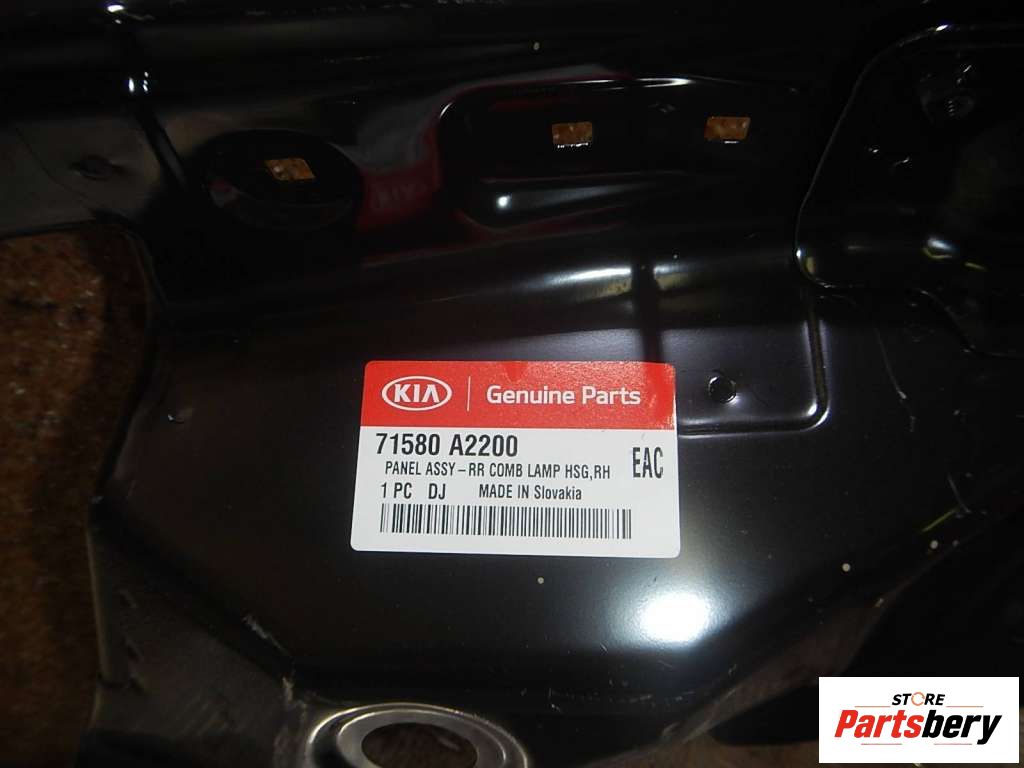 KIA
KIA Genuine Parts
71580 A2200
PANEL ASSY-RR COMB LAMP HSG,RH EAC
1 PC DJ MADE IN Slovakia
STORE
Partsbery